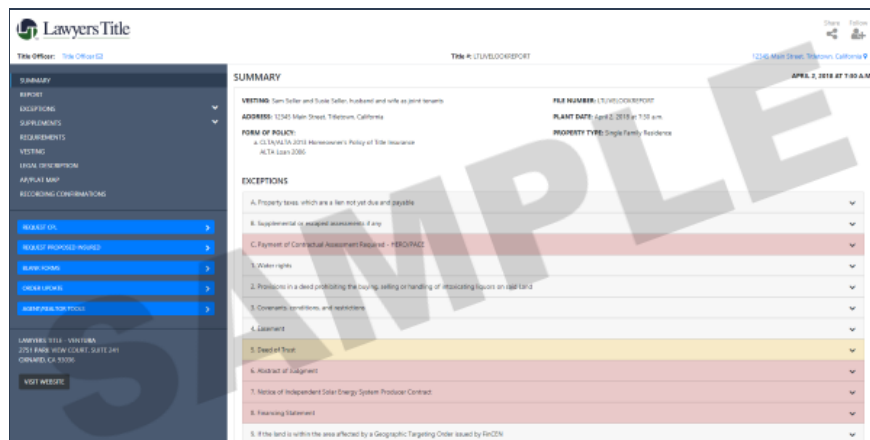 LT Lawyers Title
Share Follow
Title Officer: Title Officer
Title #: LTLIVELOOKREPORT
12345 Main Street, Titletown, California
SUMMARY
REPORT
EXCEPTIONS
SUPPLEMENTS
REQUIREMENTS
VESTING
LEGAL DESCRIPTION
AP/PLAT MAP
RECORDING CONFIRMATIONS
REQUEST CPL
REQUEST PROPOSED INSURED
BLANK FORMS
ORDER UPDATE
AGENT/REALTOR TOOLS
LAWYERS TITLE - VENTURA
2751 PARK VIEW COURT, SUITE 241
OXNARD, CA 93036
VISIT WEBSITE
SUMMARY
APRIL 2, 2018 AT 7:30 A.M
VESTING: Sam Seller and Susie Seller, husband and wife as joint tenants
ADDRESS: 12345 Main Street, Titletown, California
FORM OF POLICY:
a. CLTA/ALTA 2013 Homeowner's Policy of Title Insurance
ALTA Loan 2006
FILE NUMBER: LTLIVELOOKREPORT
PLANT DATE: April 2, 2018 at 7:30 a.m.
PROPERTY TYPE: Single Family Residence
EXCEPTIONS
A. Property taxes, which are a lien not yet due and payable
B. Supplemental or escaped assessments if any
C. Payment of Contractual Assessment Required - HERO/PACE
1. Water rights
2. Provisions in a deed prohibiting the buying, selling or handling of intoxicating liquors on said Land
3. Covenants, conditions, and restrictions
4. Easement
5. Deed of Trust
6. Abstract of Judgment
7. Notice of Independent Solar Energy System Producer Contract
8. Financing Statement
9. If the land is within the area affected by a Geographic Targeting Order issued by FinCEN
SAMPLE